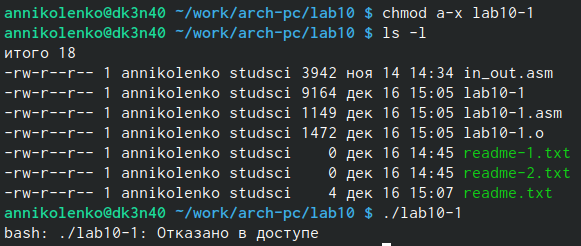 annikolenko@dk3n40 ~/work/arch-pc/lab10 $ chmod a-x lab10-1
annikolenko@dk3n40 ~/work/arch-pc/lab10 $ ls -l
итого 18
-rw-r--r-- 1 annikolenko studsci 3942 ноя 14 14:34 in_out.asm
-rw-r--r-- 1 annikolenko studsci 9164 дек 16 15:05 lab10-1
-rw-r--r-- 1 annikolenko studsci 1149 дек 16 15:05 lab10-1.asm
-rw-r--r-- 1 annikolenko studsci 1472 дек 16 15:05 lab10-1.o
-rw-r--r-- 1 annikolenko studsci    0 дек 16 14:45 readme-1.txt
-rw-r--r-- 1 annikolenko studsci    0 дек 16 14:45 readme-2.txt
-rw-r--r-- 1 annikolenko studsci    4 дек 16 15:07 readme.txt
annikolenko@dk3n40 ~/work/arch-pc/lab10 $ ./lab10-1
bash: ./lab10-1: Отказано в доступе